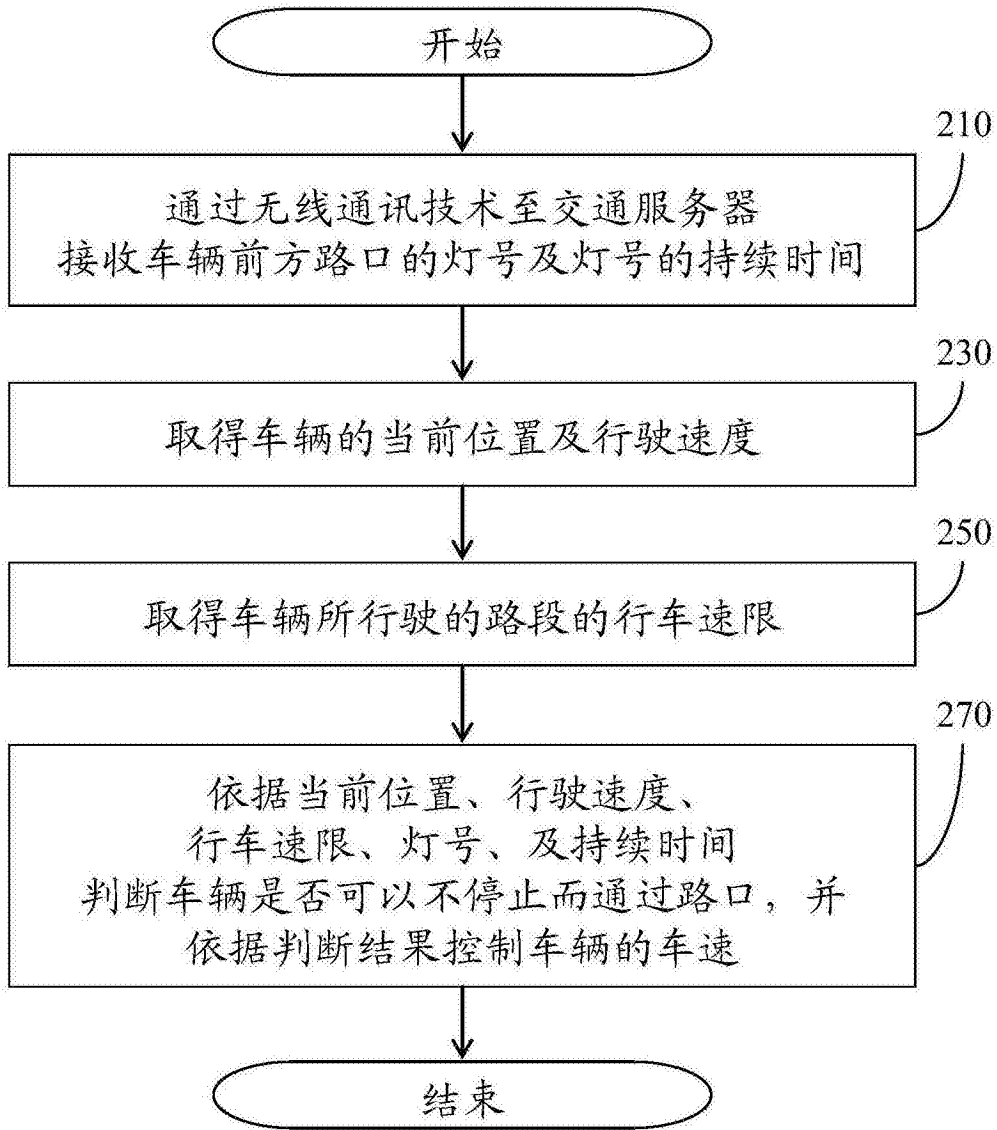 开始
210
通过无线通讯技术至交通服务器
接收车辆前方路口的灯号及灯号的持续时间
230
取得车辆的当前位置及行驶速度
250
取得车辆所行驶的路段的行车速限
270
依据当前位置、行驶速度、
行车速限、灯号、及持续时间
判断车辆是否可以不停止而通过路口，并
依据判断结果控制车辆的车速
结束